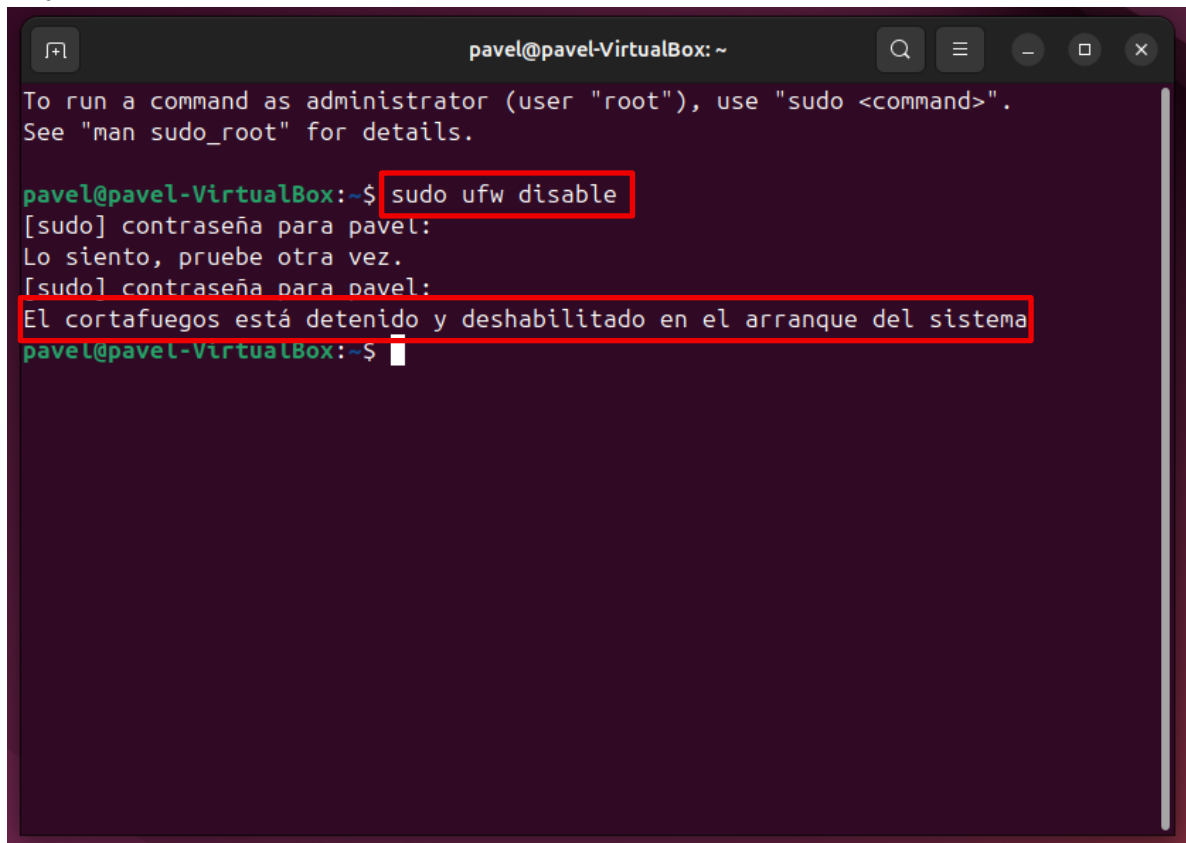 pavel@pavel-VirtualBox: ~
To run a command as administrator (user "root"), use "sudo <command>".
See "man sudo_root" for details.
pavel@pavel-VirtualBox:~$ sudo ufw disable
[sudo] contraseña para pavel:
Lo siento, pruebe otra vez.
[sudo] contraseña para pavel:
El cortafuegos está detenido y deshabilitado en el arranque del sistema
pavel@pavel-VirtualBox:~$